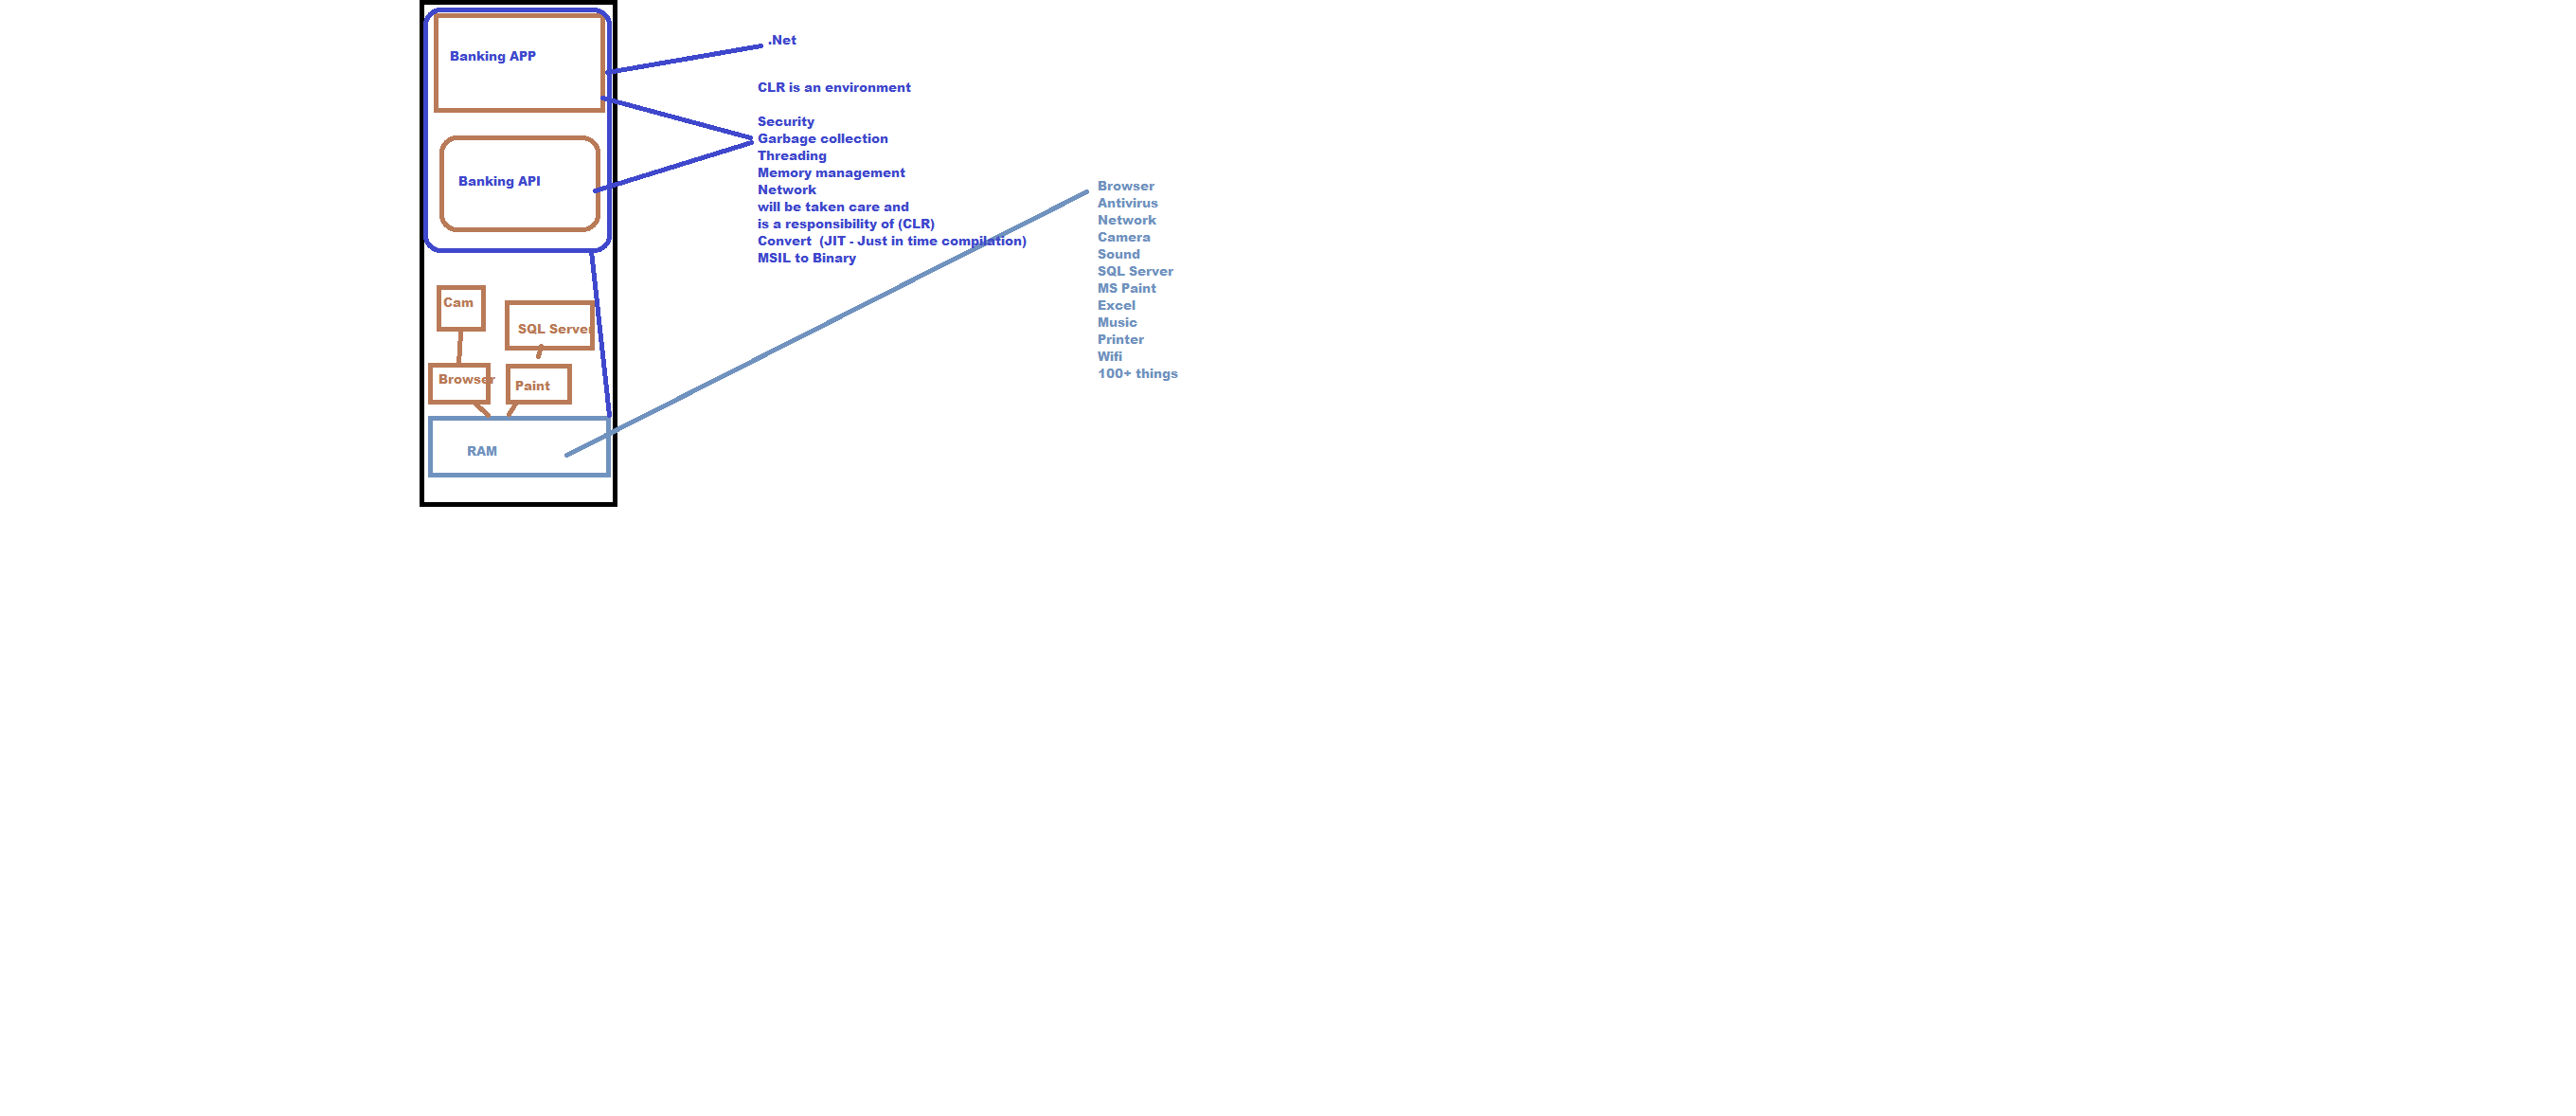 Banking APP
.Net
CLR is an environment
Security
Garbage collection
Threading
Memory management
Network
will be taken care and
is a responsibility of (CLR)
Convert  (JIT - Just in time compilation)
MSIL to Binary
Banking API
Browser
Antivirus
Network
Camera
Sound
SQL Server
MS Paint
Excel
Music
Printer
Wifi
100+ things
Cam
SQL Server
Browser
Paint
RAM